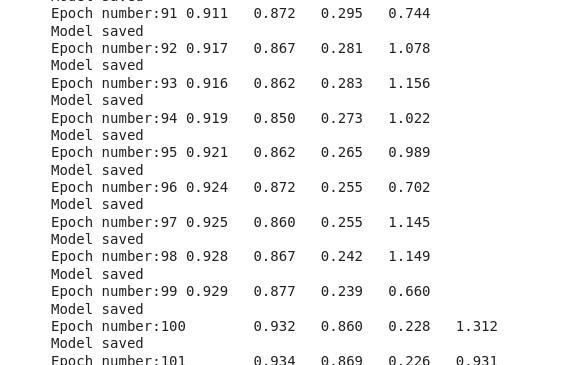 Model saved
Epoch number:91 0.911 0.872 0.295 0.744
Model saved
Epoch number:92 0.917 0.867 0.281 1.078
Model saved
Epoch number:93 0.916 0.862 0.283 1.156
Model saved
Epoch number:94 0.919 0.850 0.273 1.022
Model saved
Epoch number:95 0.921 0.862 0.265 0.989
Model saved
Epoch number:96 0.924 0.872 0.255 0.702
Model saved
Epoch number:97 0.925 0.860 0.255 1.145
Model saved
Epoch number:98 0.928 0.867 0.242 1.149
Model saved
Epoch number:99 0.929 0.877 0.239 0.660
Model saved
Epoch number:100 0.932 0.860 0.228 1.312
Model saved
Epoch number:101 0.934 0.869 0.226 0.931